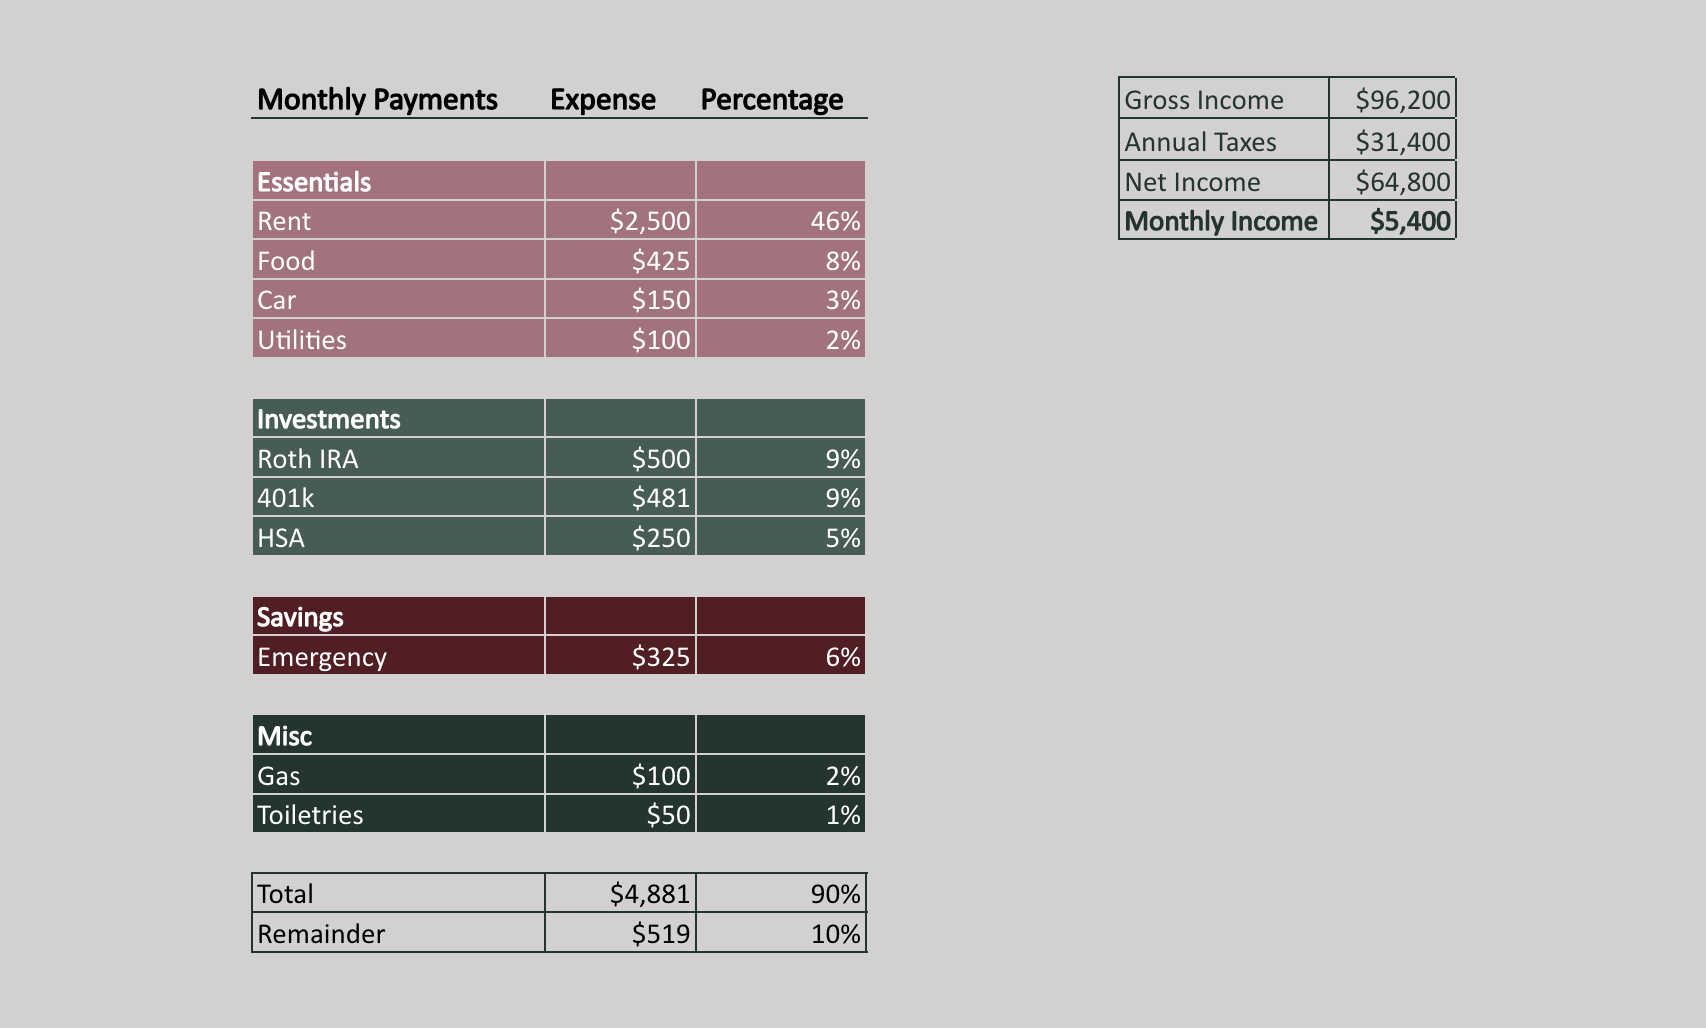 Monthly Payments Expense Percentage
Essentials
Rent $2,500 46%
Food $425 8%
Car $150 3%
Utilities $100 2%
Investments
Roth IRA $500 9%
401k $481 9%
HSA $250 5%
Savings
Emergency $325 6%
Misc
Gas $100 2%
Toiletries $50 1%
Total $4,881 90%
Remainder $519 10%
Gross Income $96,200
Annual Taxes $31,400
Net Income $64,800
Monthly Income $5,400